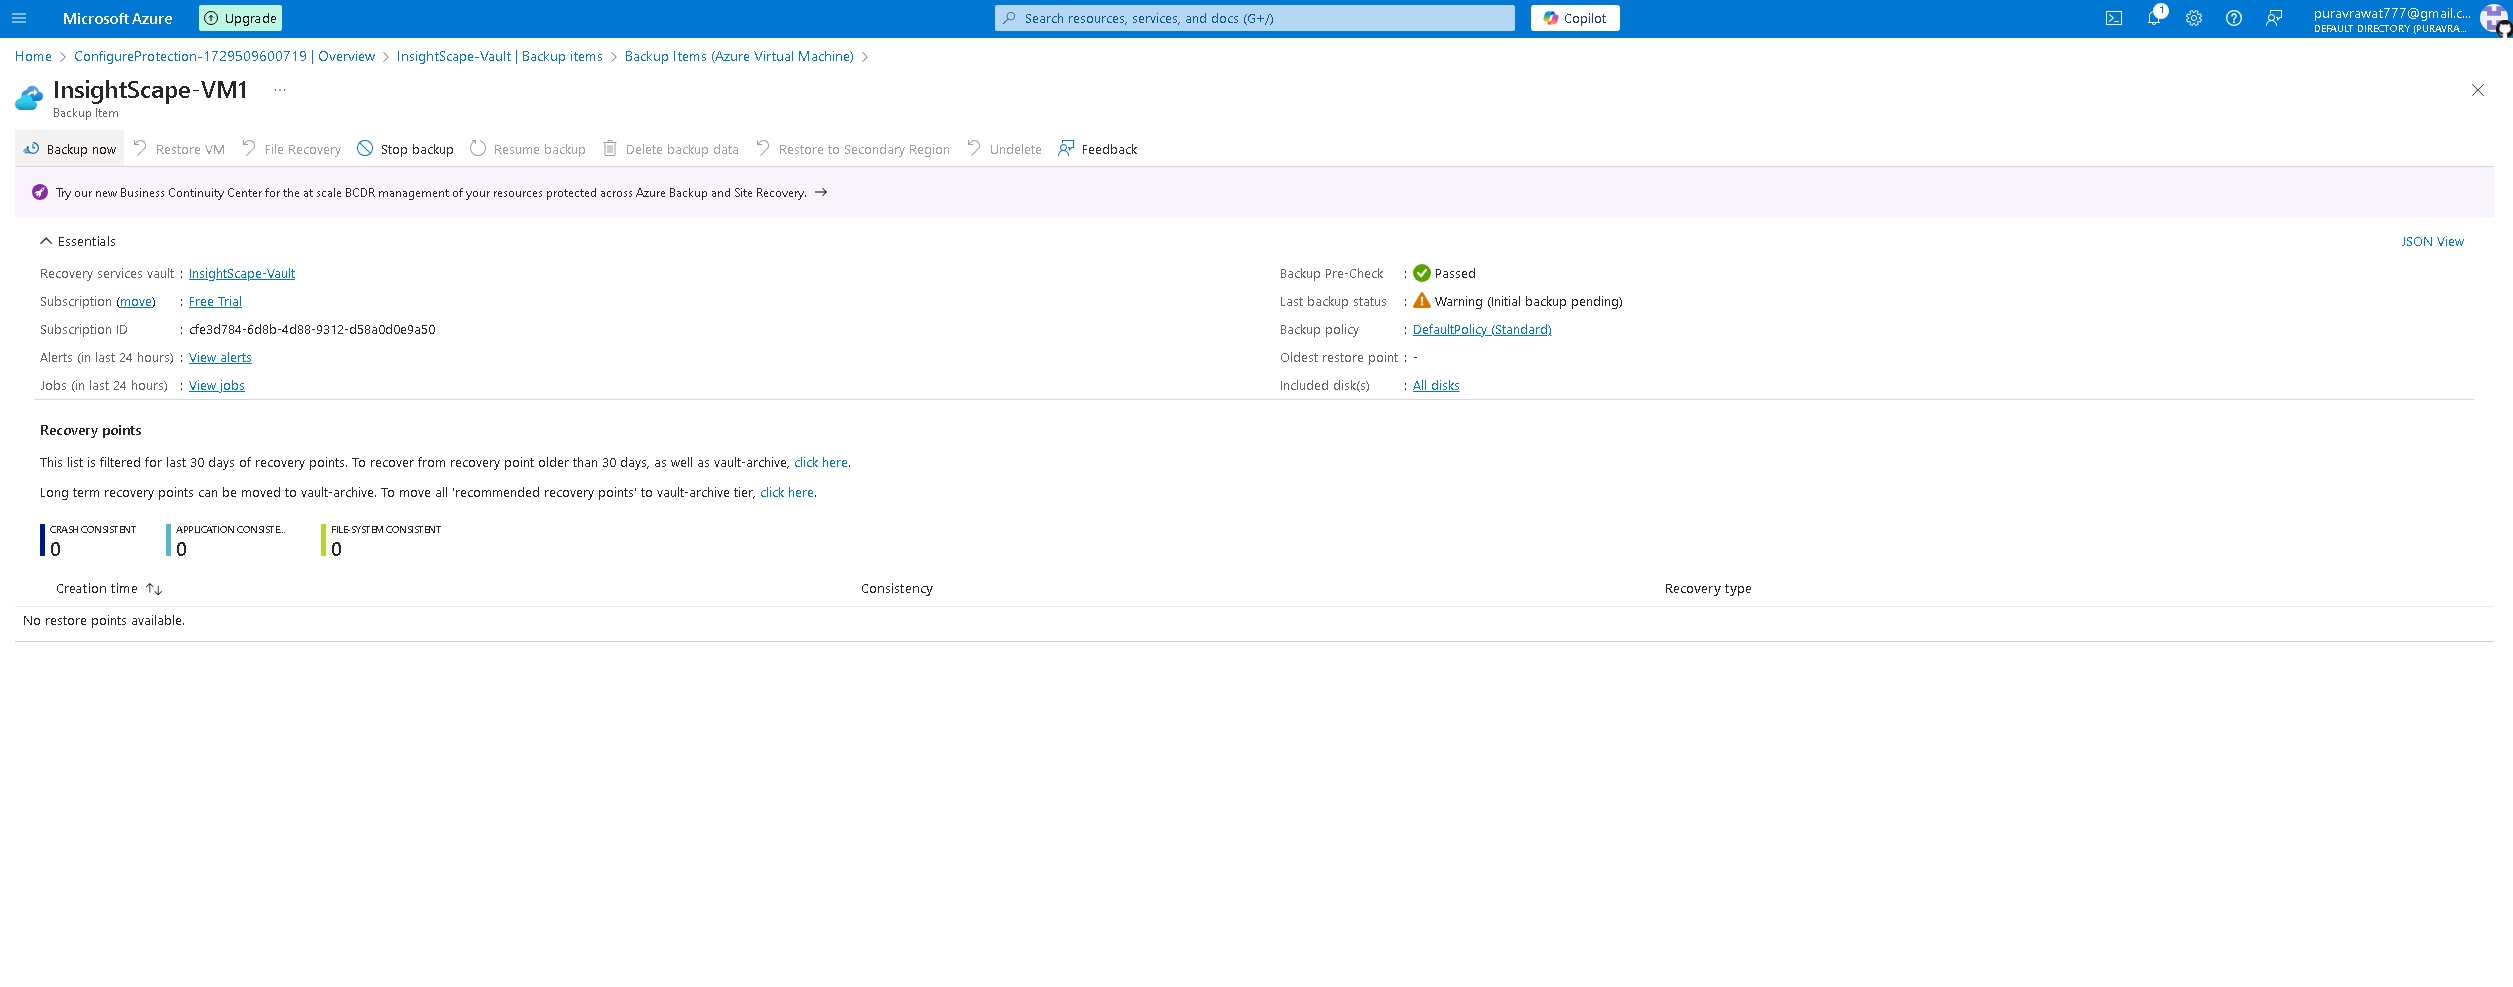 Microsoft Azure
Upgrade
Search resources, services, and docs (G+/)
Copilot
1
puravrawat777@gmail.c...
DEFAULT DIRECTORY (PURAVRA...
Home > ConfigureProtection-1729509600719 | Overview > InsightScape-Vault | Backup items > Backup Items (Azure Virtual Machine) >
InsightScape-VM1 ...
Backup Item
Backup now Restore VM File Recovery Stop backup Resume backup Delete backup data Restore to Secondary Region Undelete Feedback
Try our new Business Continuity Center for the at scale BCDR management of your resources protected across Azure Backup and Site Recovery. →
Essentials
JSON View
Recovery services vault : InsightScape-Vault
Subscription (move) : Free Trial
Subscription ID : cfe3d784-6d8b-4d88-9312-d58a0d0e9a50
Alerts (in last 24 hours) : View alerts
Jobs (in last 24 hours) : View jobs
Backup Pre-Check : Passed
Last backup status : Warning (Initial backup pending)
Backup policy : DefaultPolicy (Standard)
Oldest restore point : -
Included disk(s) : All disks
Recovery points
This list is filtered for last 30 days of recovery points. To recover from recovery point older than 30 days, as well as vault-archive, click here.
Long term recovery points can be moved to vault-archive. To move all 'recommended recovery points' to vault-archive tier, click here.
CRASH CONSISTENT
0
APPLICATION CONSISTE...
0
FILE-SYSTEM CONSISTENT
0
Creation time ↑↓ Consistency Recovery type
No restore points available.